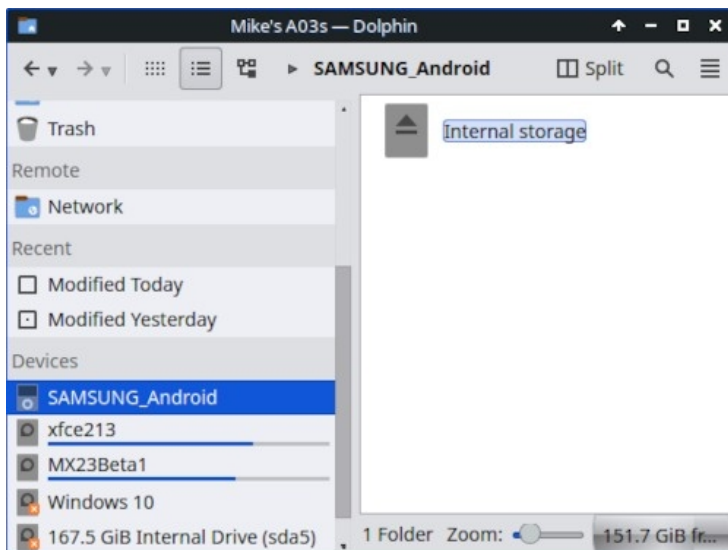 Mike's A03s — Dolphin
SAMSUNG_Android
Split
Trash
Remote
Network
Recent
Modified Today
Modified Yesterday
Devices
SAMSUNG_Android
xfce213
MX23Beta1
Windows 10
167.5 GiB Internal Drive (sda5)
Internal storage
1 Folder Zoom: 151.7 GiB fr...